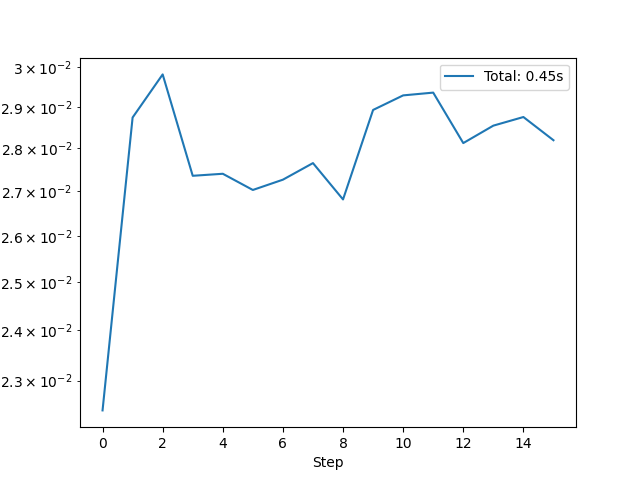 Total: 0.45s
3 × 10⁻²
2.9 × 10⁻²
2.8 × 10⁻²
2.7 × 10⁻²
2.6 × 10⁻²
2.5 × 10⁻²
2.4 × 10⁻²
2.3 × 10⁻²
0 2 4 6 8 10 12 14
Step